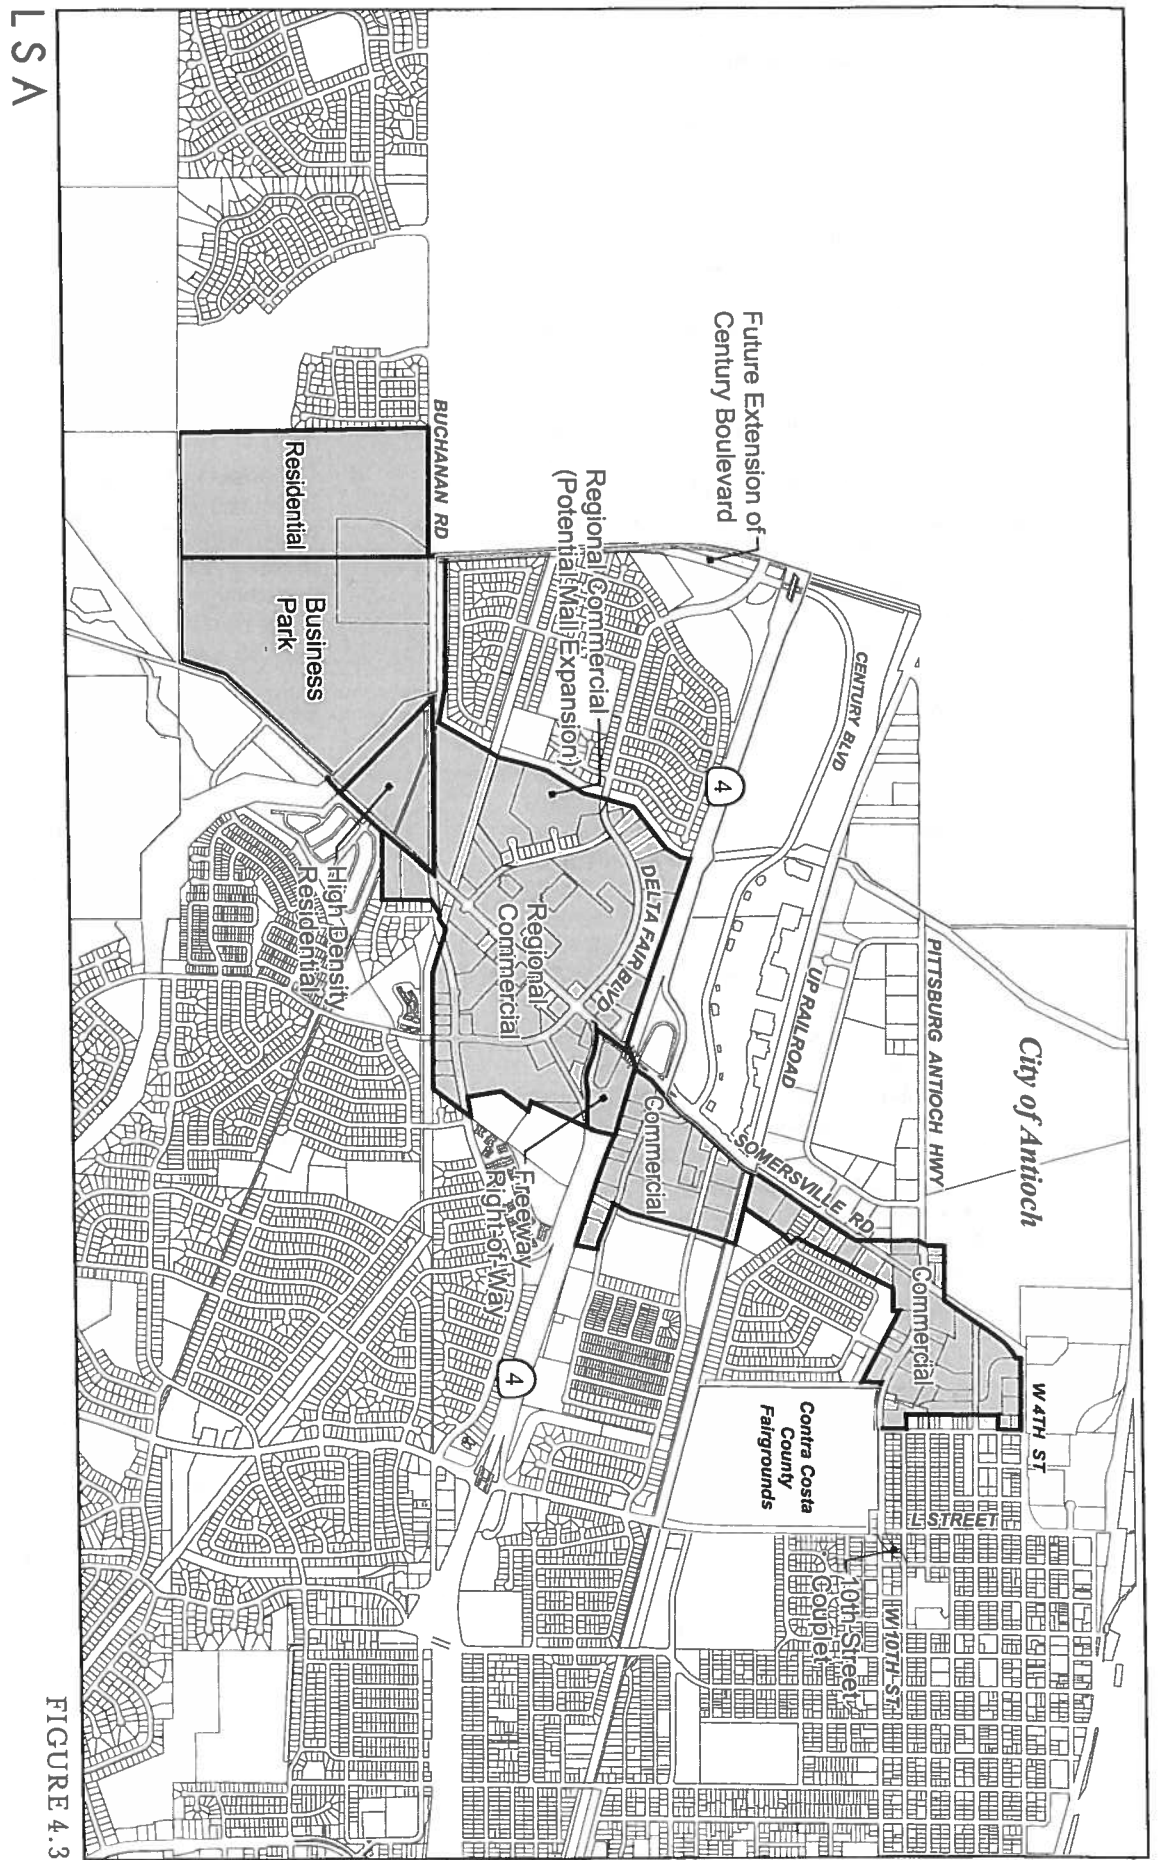 City of Antioch
W 4TH ST
PITTSBURG ANTIOCH HWY
L STREET
W 10TH ST
10th Street
Couplet
Commercial
CENTURY BLVD
UP RAILROAD
SOMERSVILLE RD
Contra Costa
County
Fairgrounds
Future Extension of
Century Boulevard
4
Commercial
DELTA FAIR BLVD
Regional Commercial
(Potential Mall Expansion)
Regional
Commercial
Freeway
Right-of-Way
4
BUCHANAN RD
Residential
Business
Park
High Density
Residential
LSA
FIGURE 4.3